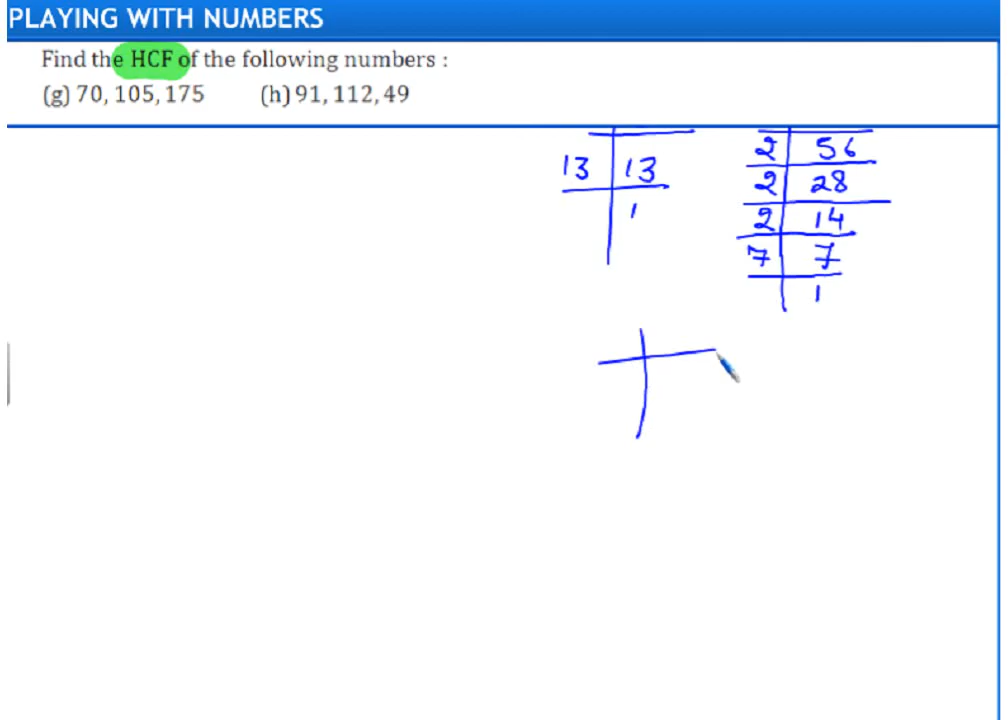 PLAYING WITH NUMBERS
Find the HCF of the following numbers :
(g) 70, 105, 175 (h) 91, 112, 49
13 13
1
2 56
2 28
2 14
7 7
1